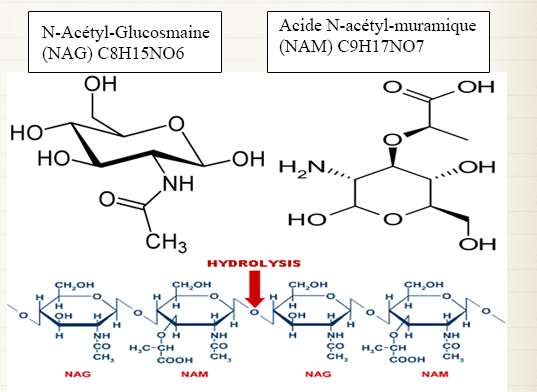 N-Acétyl-Glucosmaine
(NAG) C8H15NO6
Acide N-acétyl-muramique
(NAM) C9H17NO7
OH
HO
O
HO
OH
NH
O
CH3
O
OH
O
H2N
OH
HO
O
OH
HYDROLYSIS
CH2OH
CH2OH
CH2OH
CH2OH
H
O
H
O
H
O
H
O
O
H
O
H
O
H
O
H
O
OH
H
H
H
OH
H
H
H
H
NH
O
H
NH
H
NH
O
H
NH
CO
H3C-CH
CO
CO
H3C-CH
CO
CH3
COOH
CH3
CH3
COOH
CH3
NAG
NAM
NAG
NAM